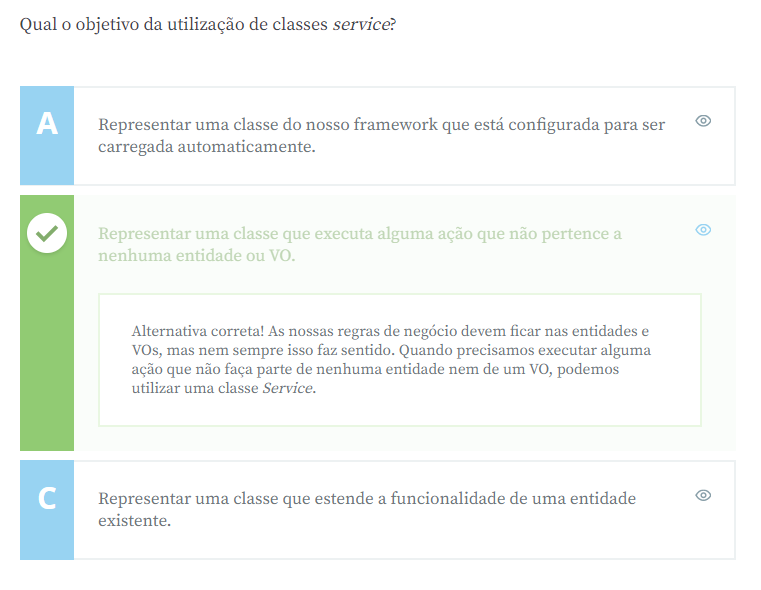 Qual o objetivo da utilização de classes service?
A
Representar uma classe do nosso framework que está configurada para ser
carregada automaticamente.
Representar uma classe que executa alguma ação que não pertence a
nenhuma entidade ou VO.
Alternativa correta! As nossas regras de negócio devem ficar nas entidades e
VOs, mas nem sempre isso faz sentido. Quando precisamos executar alguma
ação que não faça parte de nenhuma entidade nem de um VO, podemos
utilizar uma classe Service.
C
Representar uma classe que estende a funcionalidade de uma entidade
existente.